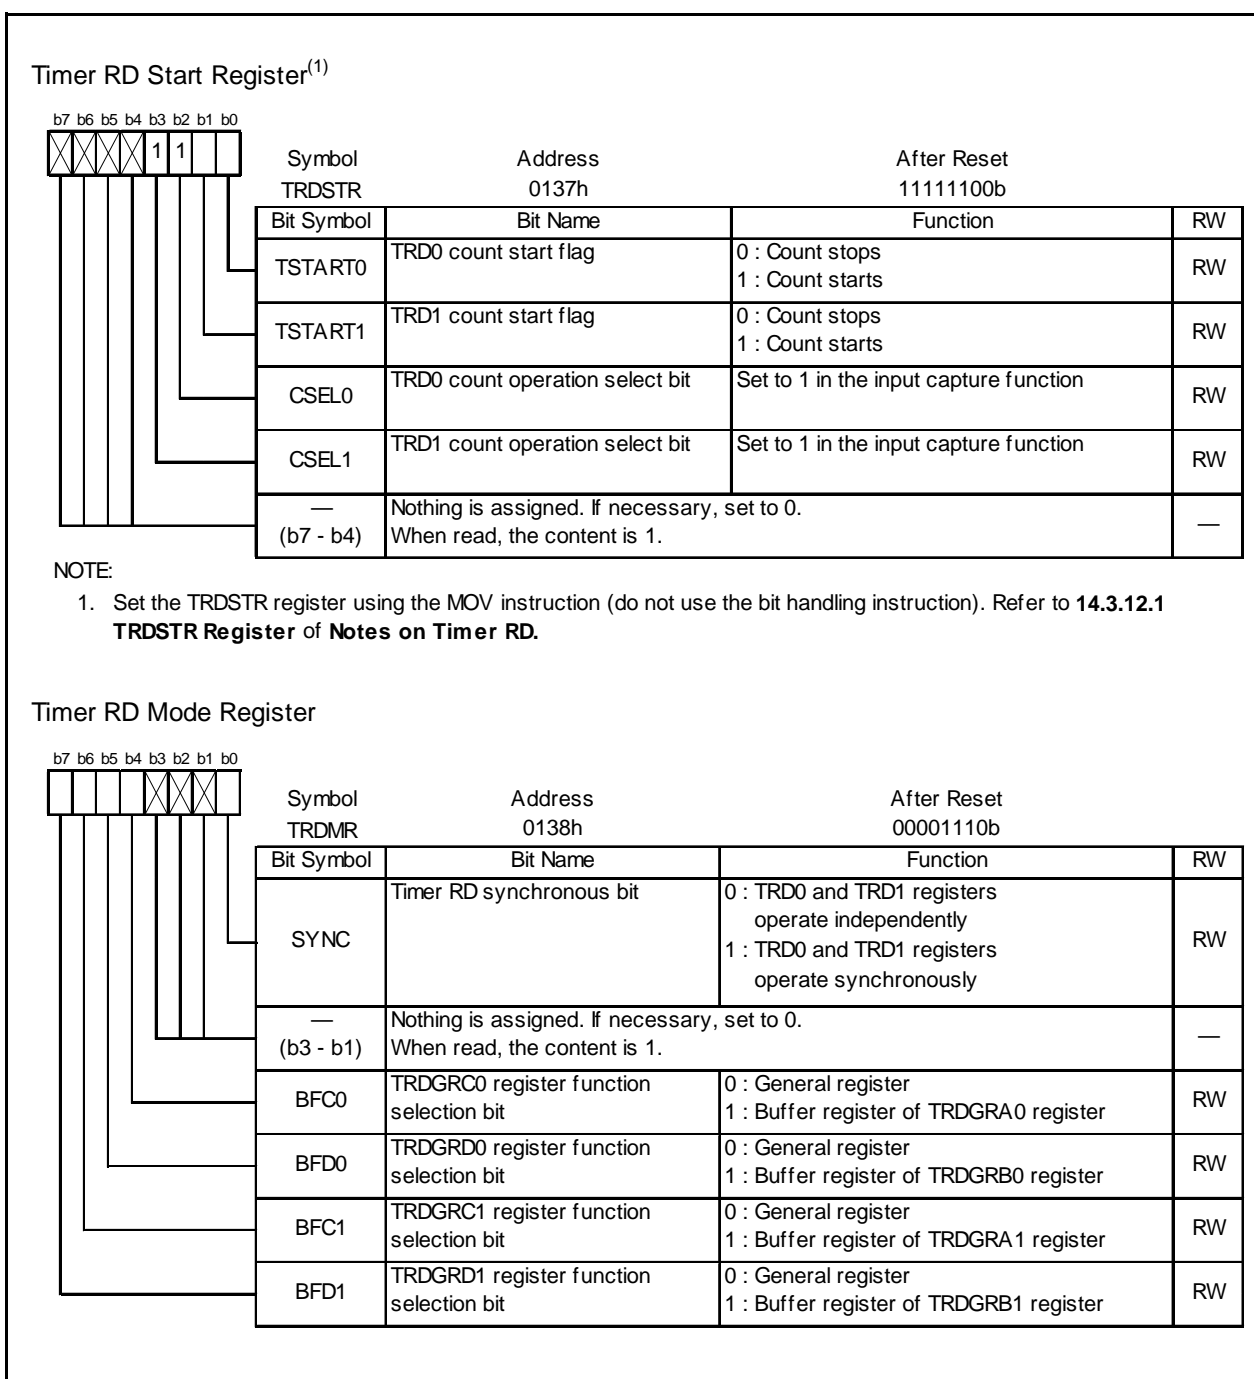 Timer RD Start Register(1)
b7 b6 b5 b4 b3 b2 b1 b0
1 1
Symbol Address After Reset
TRDSTR 0137h 11111100b
Bit Symbol Bit Name Function RW
TSTART0 TRD0 count start flag 0 : Count stops RW
1 : Count starts
TSTART1 TRD1 count start flag 0 : Count stops RW
1 : Count starts
CSEL0 TRD0 count operation select bit Set to 1 in the input capture function RW
CSEL1 TRD1 count operation select bit Set to 1 in the input capture function RW
— Nothing is assigned. If necessary, set to 0. —
(b7 - b4) When read, the content is 1.
NOTE:
1. Set the TRDSTR register using the MOV instruction (do not use the bit handling instruction). Refer to 14.3.12.1
TRDSTR Register of Notes on Timer RD.
Timer RD Mode Register
b7 b6 b5 b4 b3 b2 b1 b0
Symbol Address After Reset
TRDMR 0138h 00001110b
Bit Symbol Bit Name Function RW
SYNC Timer RD synchronous bit 0 : TRD0 and TRD1 registers RW
operate independently
1 : TRD0 and TRD1 registers
operate synchronously
— Nothing is assigned. If necessary, set to 0. —
(b3 - b1) When read, the content is 1.
BFC0 TRDGRC0 register function 0 : General register RW
selection bit 1 : Buffer register of TRDGRA0 register
BFD0 TRDGRD0 register function 0 : General register RW
selection bit 1 : Buffer register of TRDGRB0 register
BFC1 TRDGRC1 register function 0 : General register RW
selection bit 1 : Buffer register of TRDGRA1 register
BFD1 TRDGRD1 register function 0 : General register RW
selection bit 1 : Buffer register of TRDGRB1 register